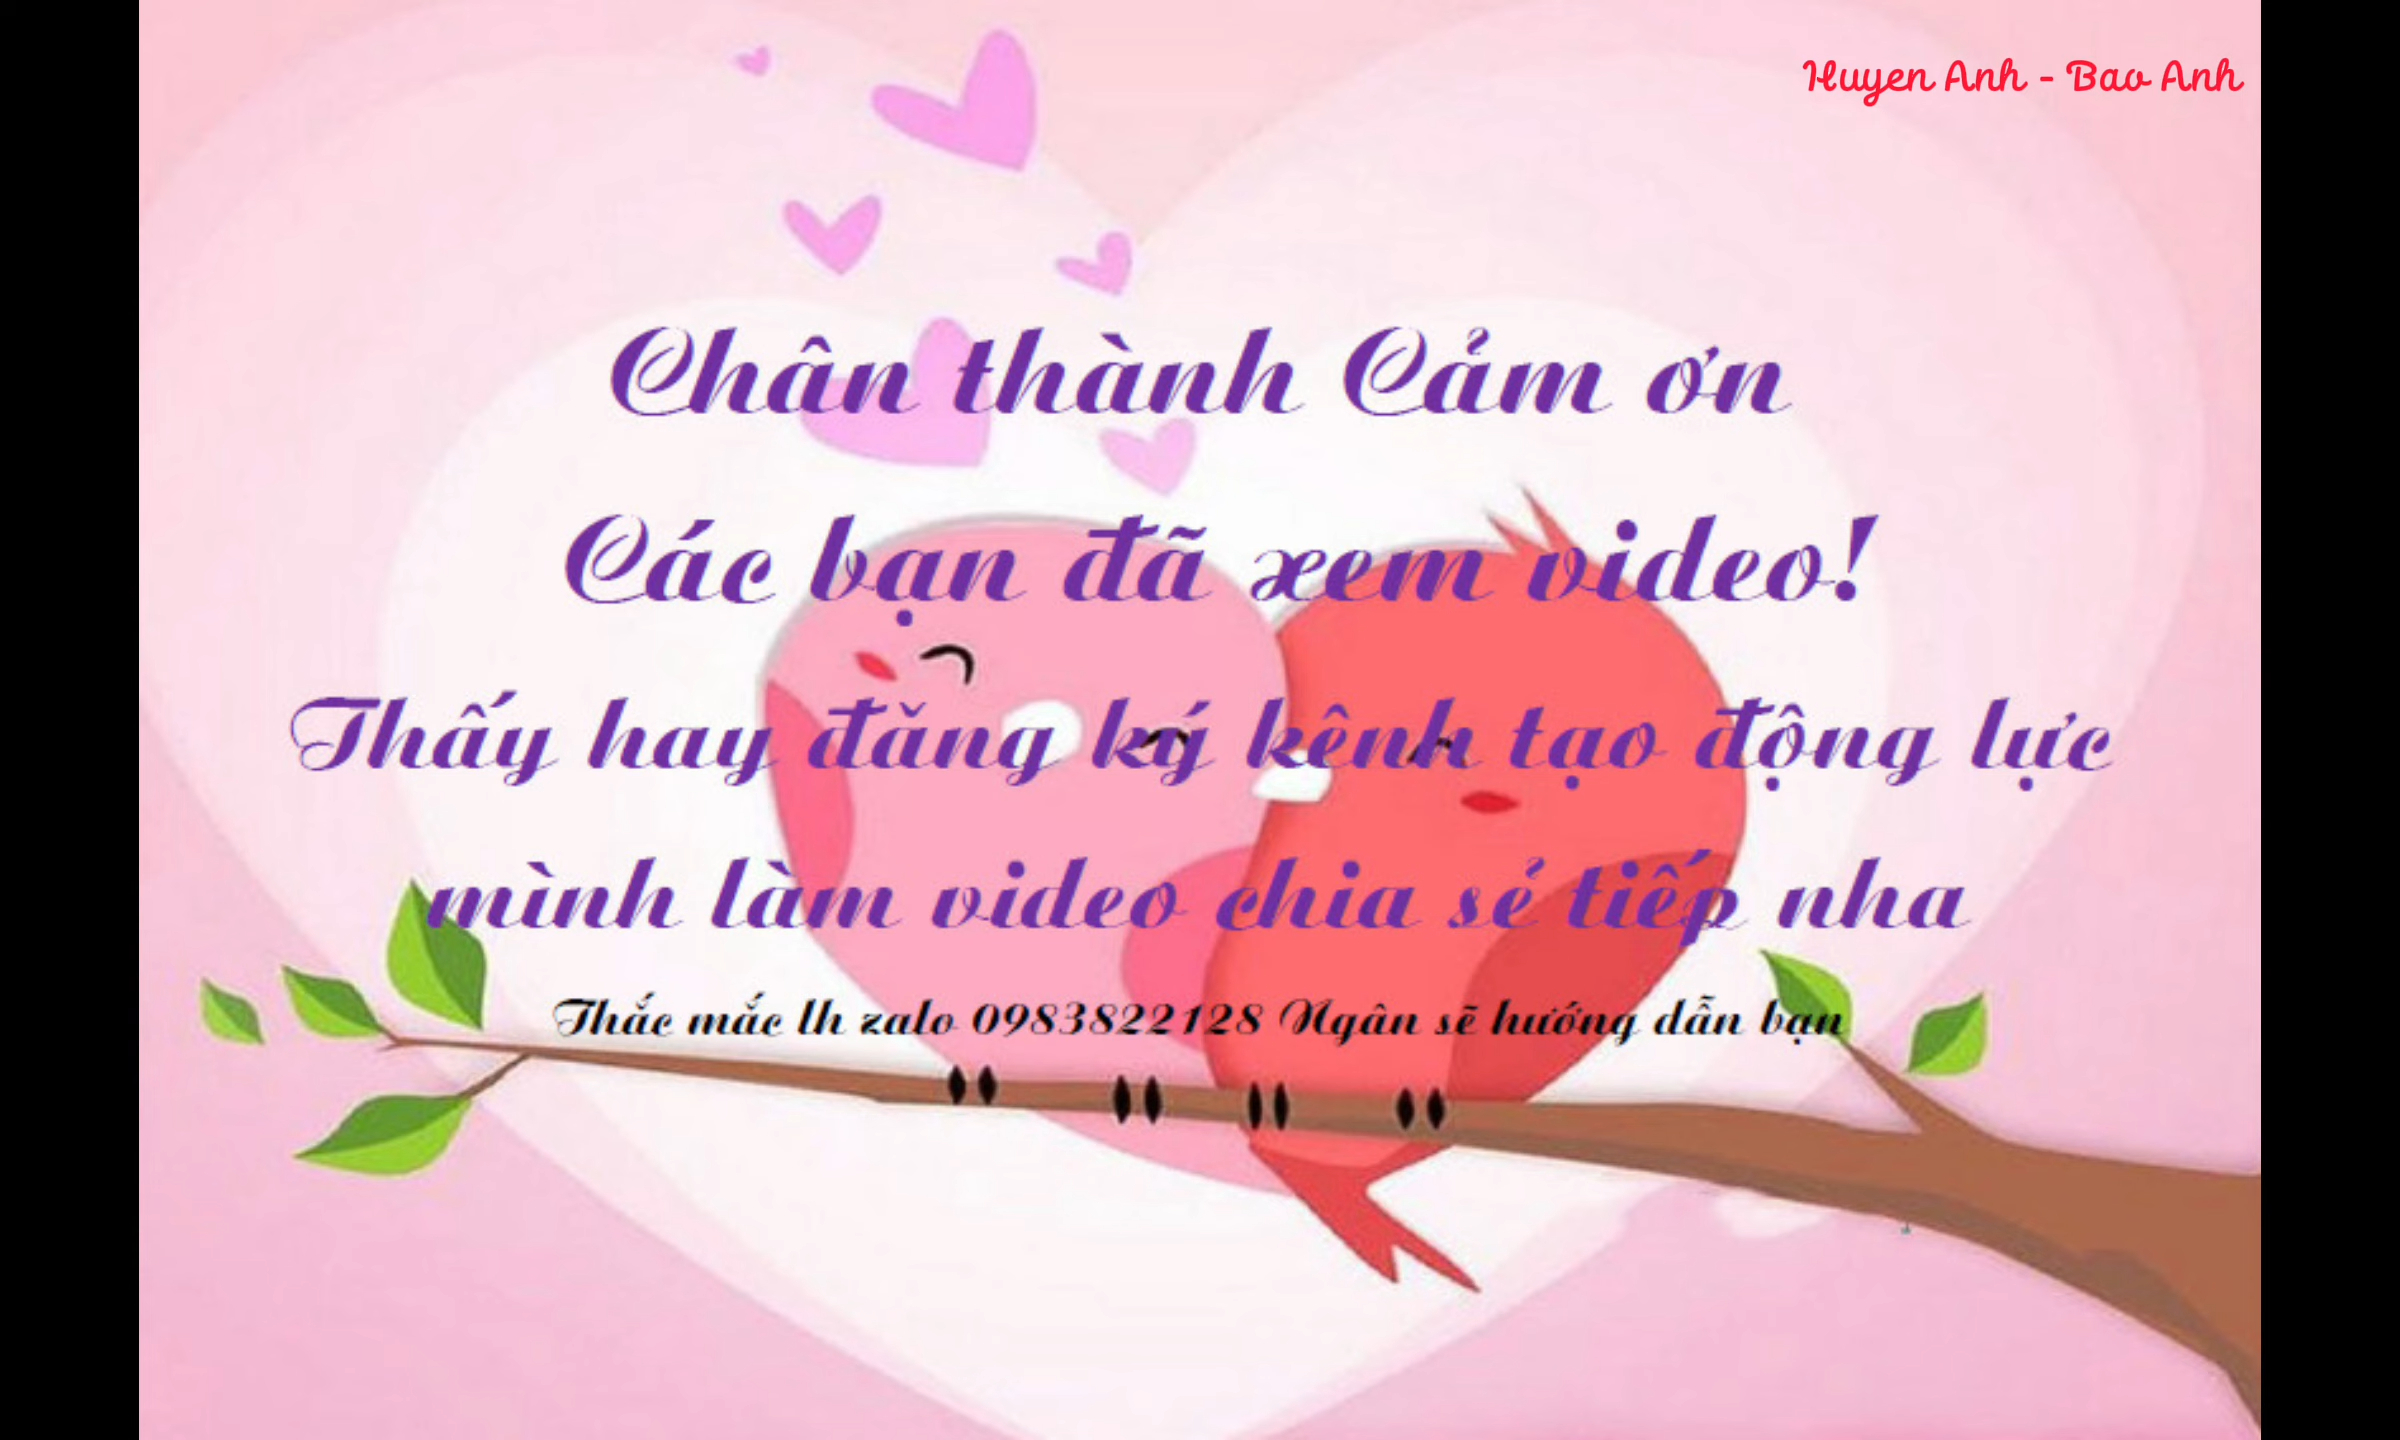 Huyen Anh - Bao Anh
Chân thành Cảm ơn
Các bạn đã xem video!
Thấy hay đăng ký kênh tạo động lực
mình làm video chia sẻ tiếp nha
Thắc mắc lh zalo 0983822128 Ngân sẽ hướng dẫn bạn